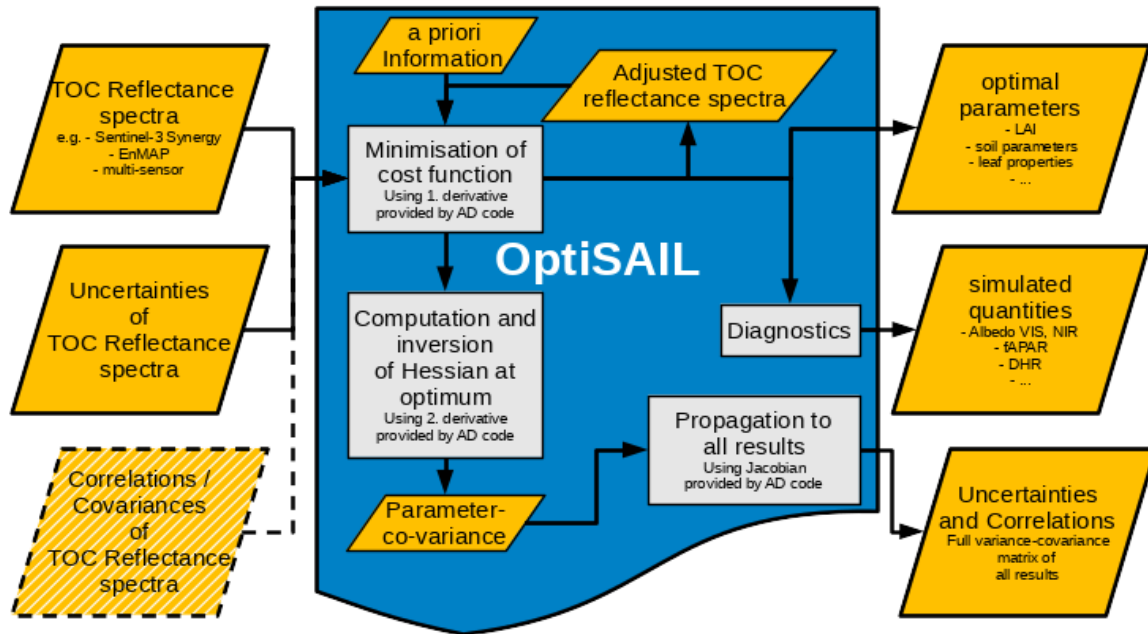 TOC Reflectance
spectra
e.g. - Sentinel-3 Synergy
- EnMAP
- multi-sensor
Uncertainties
of
TOC Reflectance
spectra
Correlations /
Covariances
of
TOC Reflectance
spectra
a priori
Information
Adjusted TOC
reflectance spectra
Minimisation of
cost function
Using 1. derivative
provided by AD code
OptiSAIL
Computation and
inversion
of Hessian at
optimum
Using 2. derivative
provided by AD code
Diagnostics
Propagation to
all results
Using Jacobian
provided by AD code
Parameter-
co-variance
optimal
parameters
- LAI
- soil parameters
- leaf properties
- ...
simulated
quantities
- Albedo VIS, NIR
- fAPAR
- DHR
- ...
Uncertainties
and Correlations
Full variance-covariance
matrix of
all results